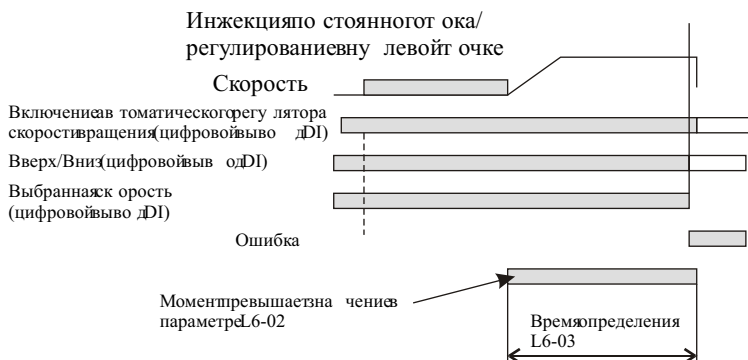 Инжекцияпо стоянногот ока/
регулированиевну левойт очке
Скорость
Включениеав томатическогорегу лятора
скоростивращения(цифровойвыво дDI)
Вверх/Вниз(цифровойвыв одDI)
Выбраннаяск орость
(цифровойвыво дDI)
Ошибка
Моментпревышаетзна чениев
параметреL6-02
Времяопределения
L6-03